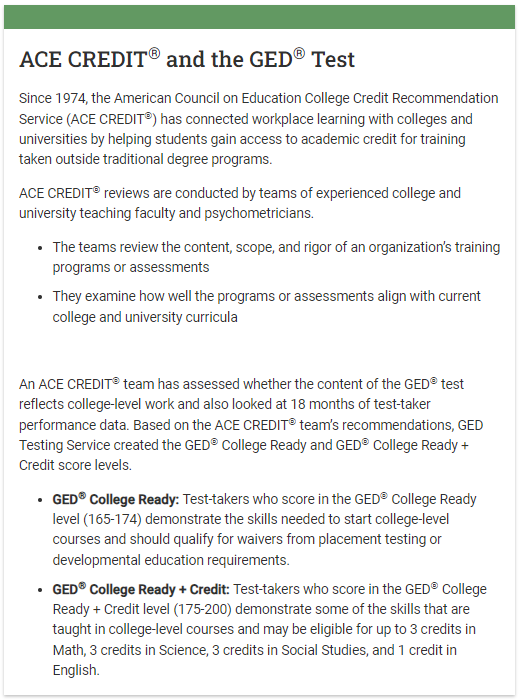 ACE CREDIT® and the GED® Test
Since 1974, the American Council on Education College Credit Recommendation
Service (ACE CREDIT®) has connected workplace learning with colleges and
universities by helping students gain access to academic credit for training
taken outside traditional degree programs.
ACE CREDIT® reviews are conducted by teams of experienced college and
university teaching faculty and psychometricians.
• The teams review the content, scope, and rigor of an organization’s training
programs or assessments
• They examine how well the programs or assessments align with current
college and university curricula
An ACE CREDIT® team has assessed whether the content of the GED® test
reflects college-level work and also looked at 18 months of test-taker
performance data. Based on the ACE CREDIT® team’s recommendations, GED
Testing Service created the GED® College Ready and GED® College Ready +
Credit score levels.
• GED® College Ready: Test-takers who score in the GED® College Ready
level (165-174) demonstrate the skills needed to start college-level
courses and should qualify for waivers from placement testing or
developmental education requirements.
• GED® College Ready + Credit: Test-takers who score in the GED® College
Ready + Credit level (175-200) demonstrate some of the skills that are
taught in college-level courses and may be eligible for up to 3 credits in
Math, 3 credits in Science, 3 credits in Social Studies, and 1 credit in
English.